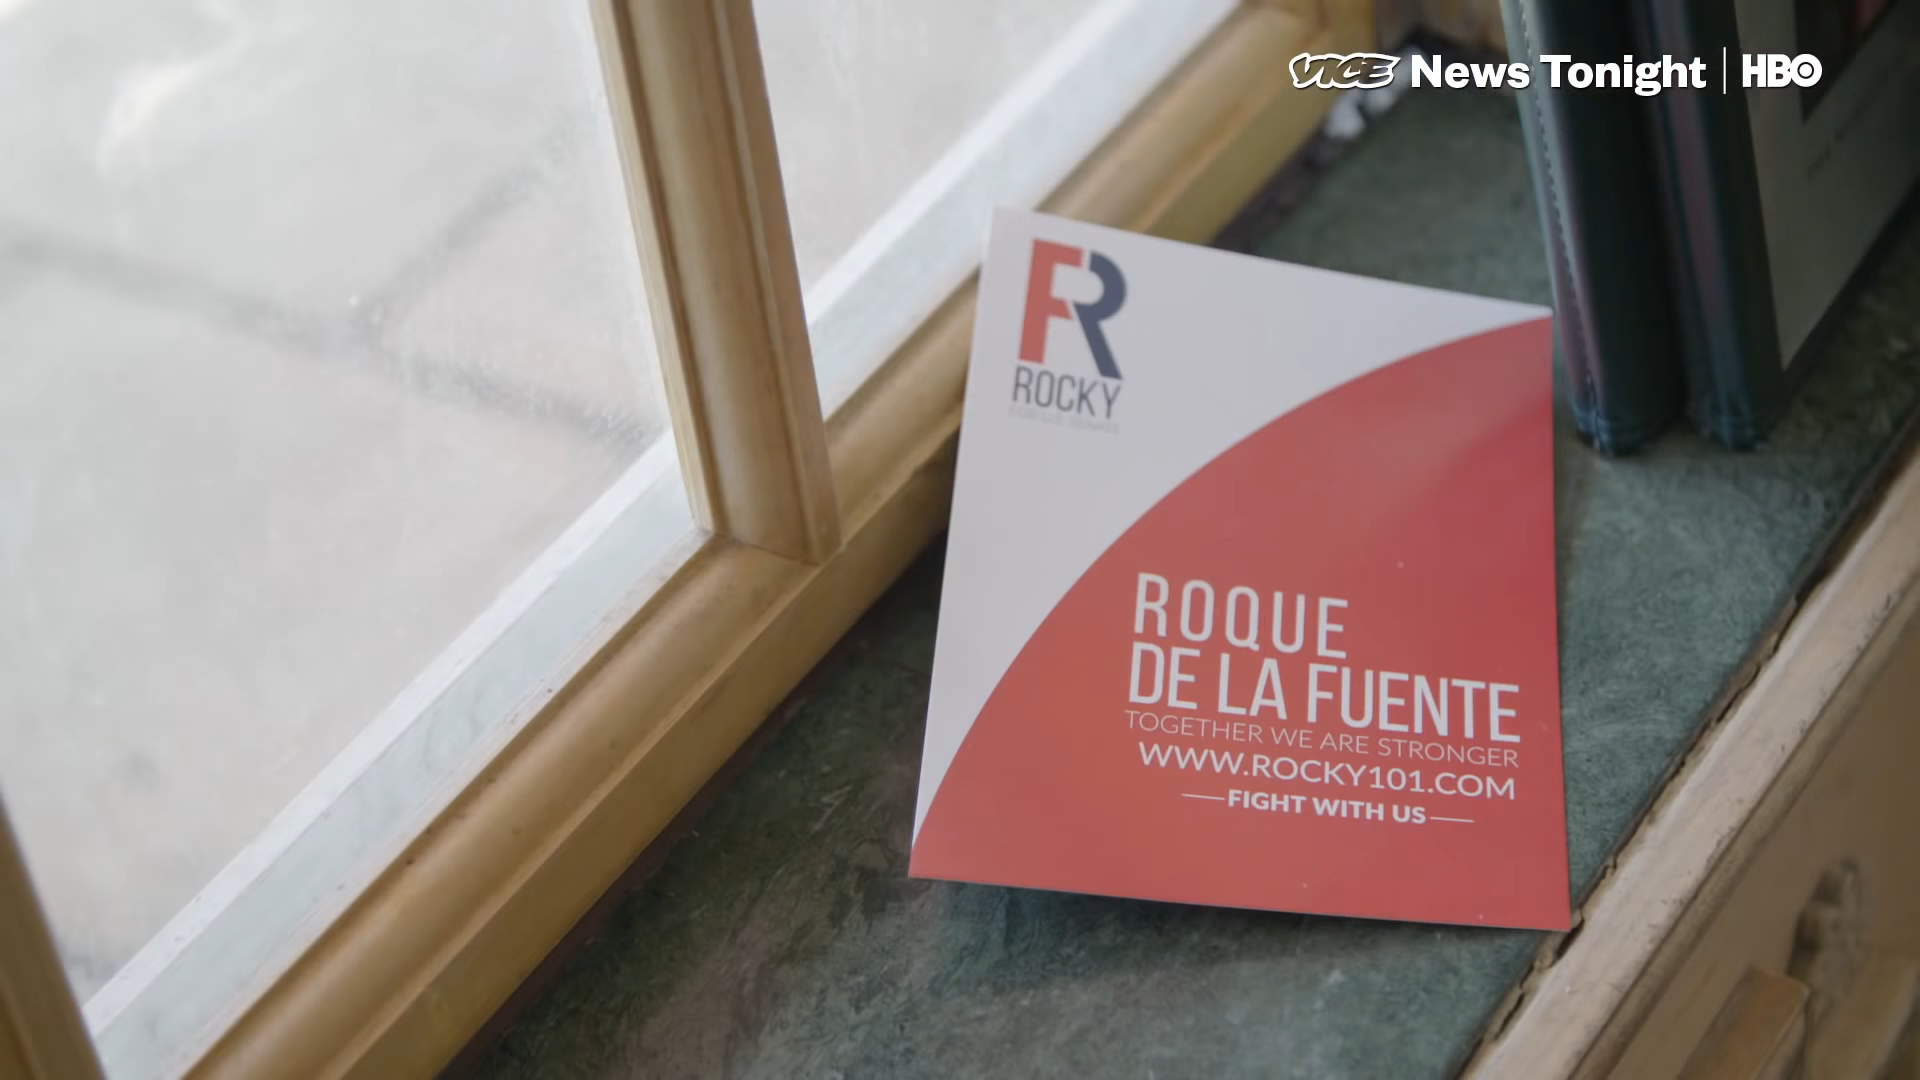 VICE News Tonight | HBO
FR
ROCKY
ROQUE
DE LA FUENTE
TOGETHER WE ARE STRONGER
WWW.ROCKY101.COM
FIGHT WITH US